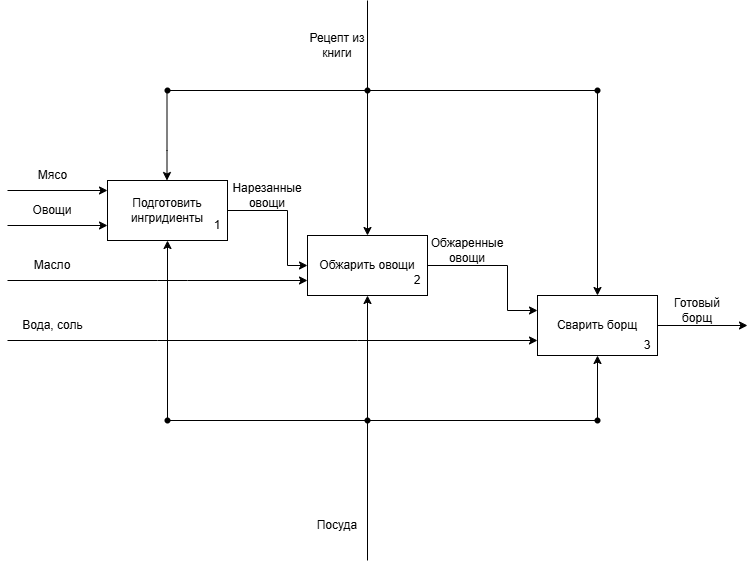 Рецепт из
книги
Мясо
Овощи
Подготовить
ингридиенты
1
Нарезанные
овощи
Масло
Обжарить овощи
2
Обжаренные
овощи
Вода, соль
Сварить борщ
3
Готовый
борщ
Посуда